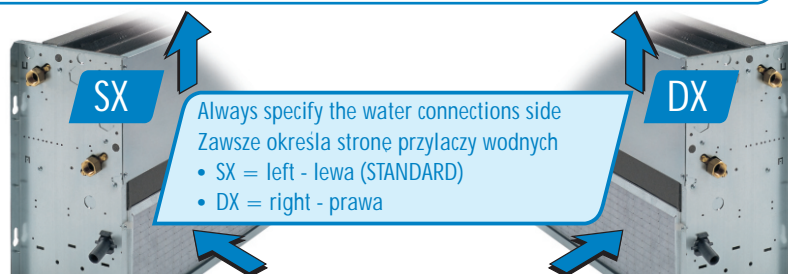 SX
DX
Always specify the water connections side
Zawsze określa stronę przylaczy wodnych
• SX = left - lewa (STANDARD)
• DX = right - prawa